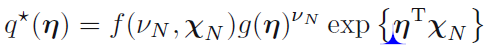 q⋆(η) = f(ν_N, χ_N)g(η)^{ν_N} exp {η^T χ_N}